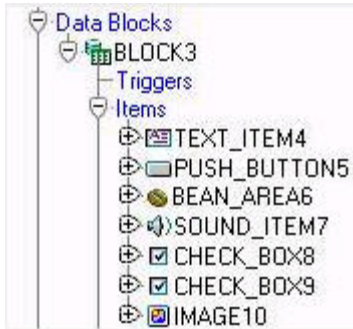 Data Blocks
BLOCK3
Triggers
Items
TEXT_ITEM4
PUSH_BUTTON5
BEAN_AREA6
SOUND_ITEM7
CHECK_BOX8
CHECK_BOX9
IMAGE10